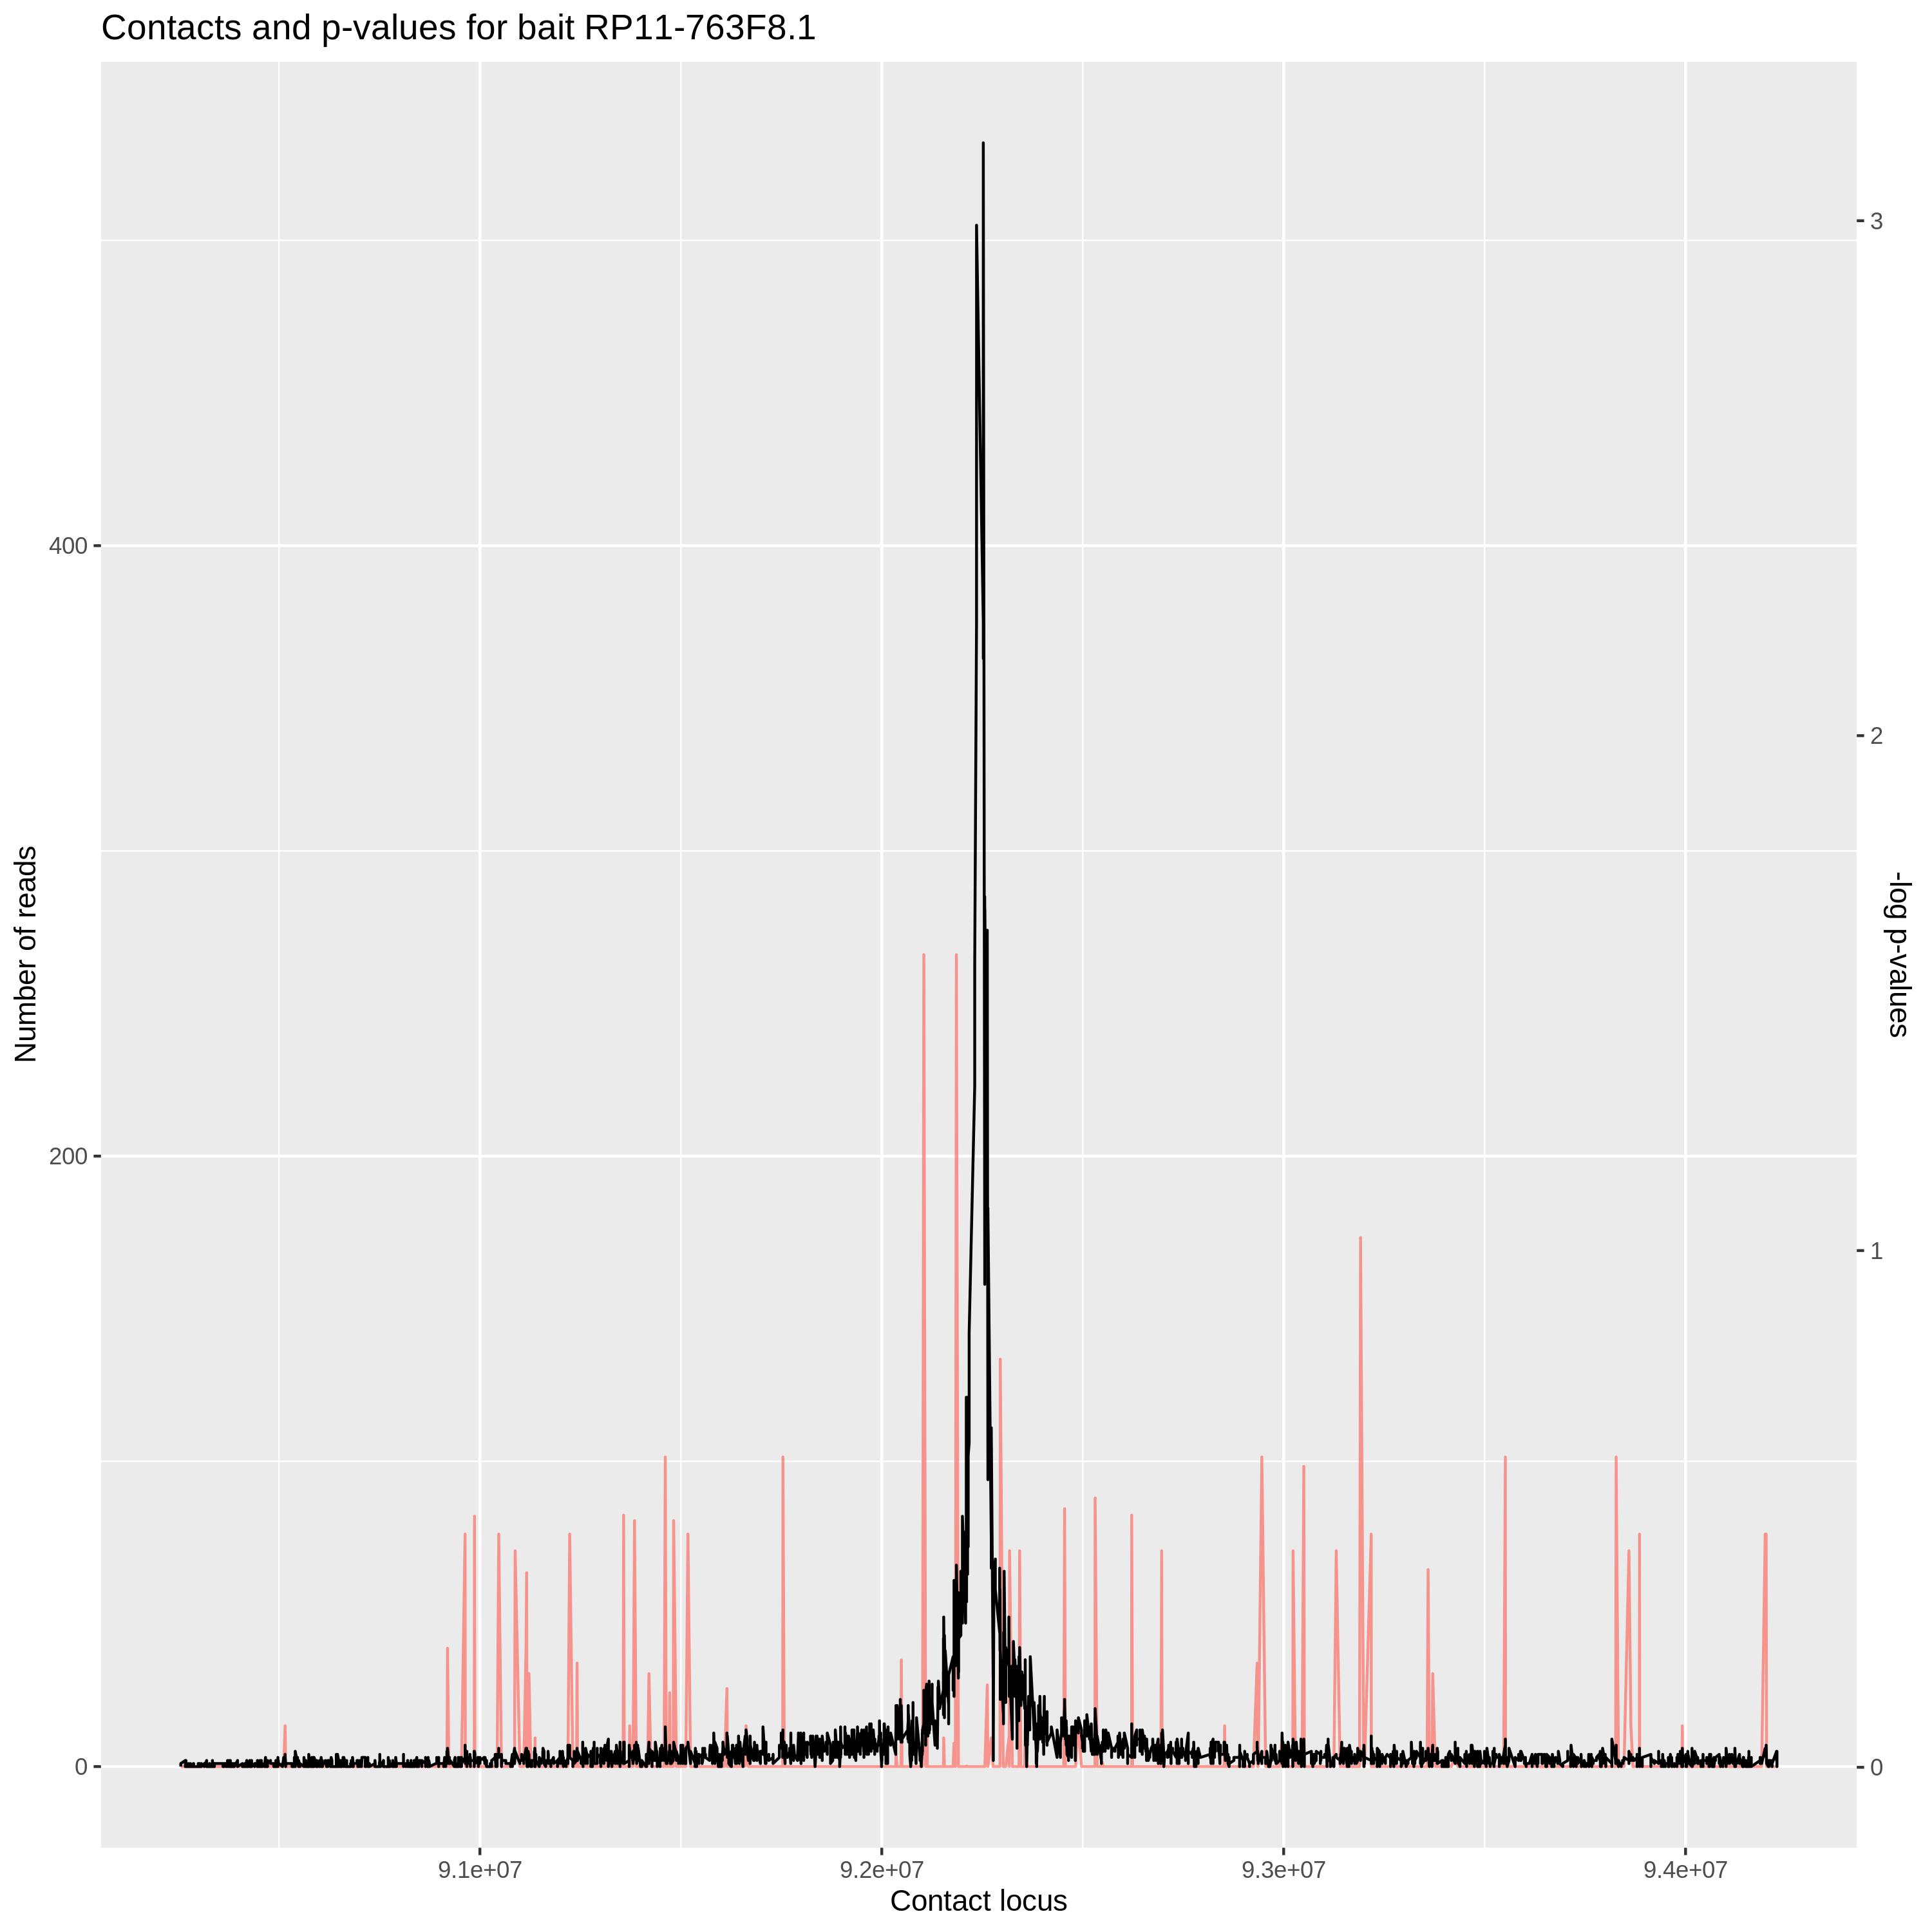 Contacts and p-values for bait RP11-763F8.1
Number of reads
400
200
0
3
2
1
0
-log p-values
9.1e+07
9.2e+07
9.3e+07
9.4e+07
Contact locus